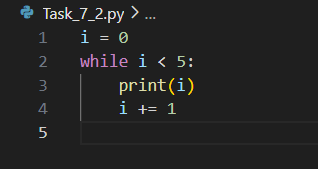 Task_7_2.py > ...
1 i = 0
2 while i < 5:
3     print(i)
4     i += 1
5